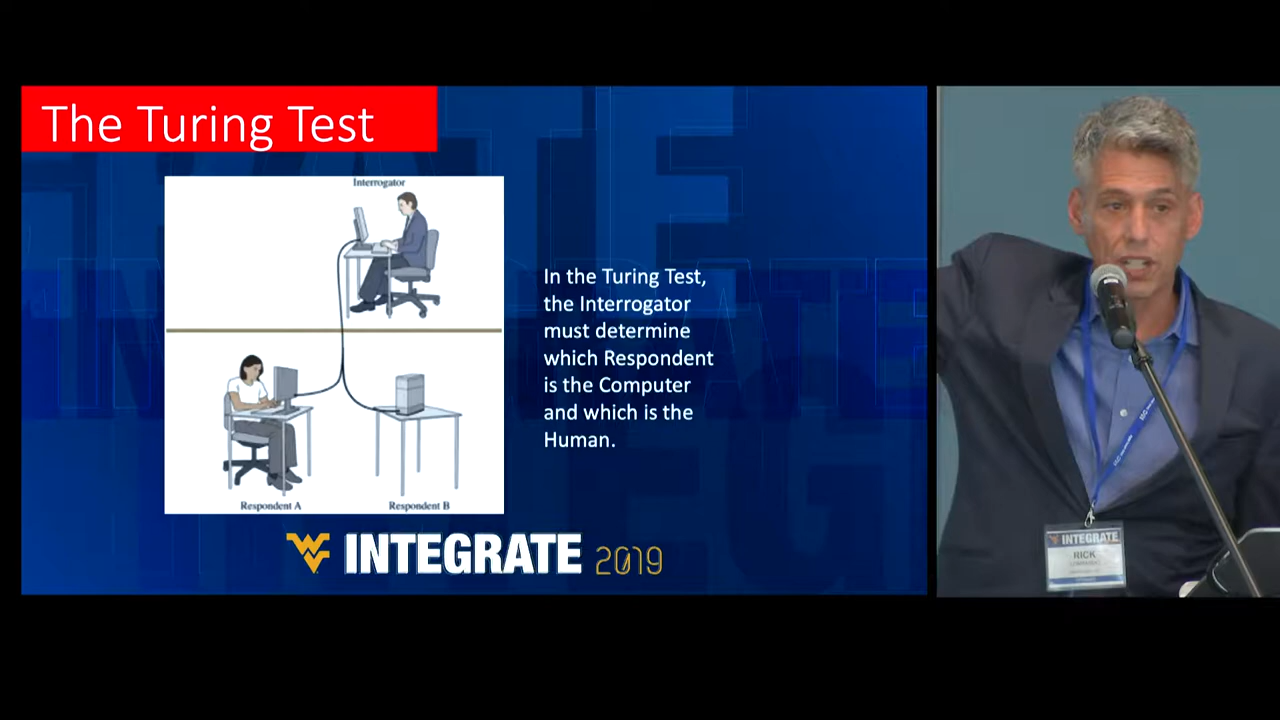 The Turing Test
Interrogator
Respondent A
Respondent B
In the Turing Test,
the Interrogator
must determine
which Respondent
is the Computer
and which is the
Human.
INTEGRATE 2019
INTEGRATE
RICK